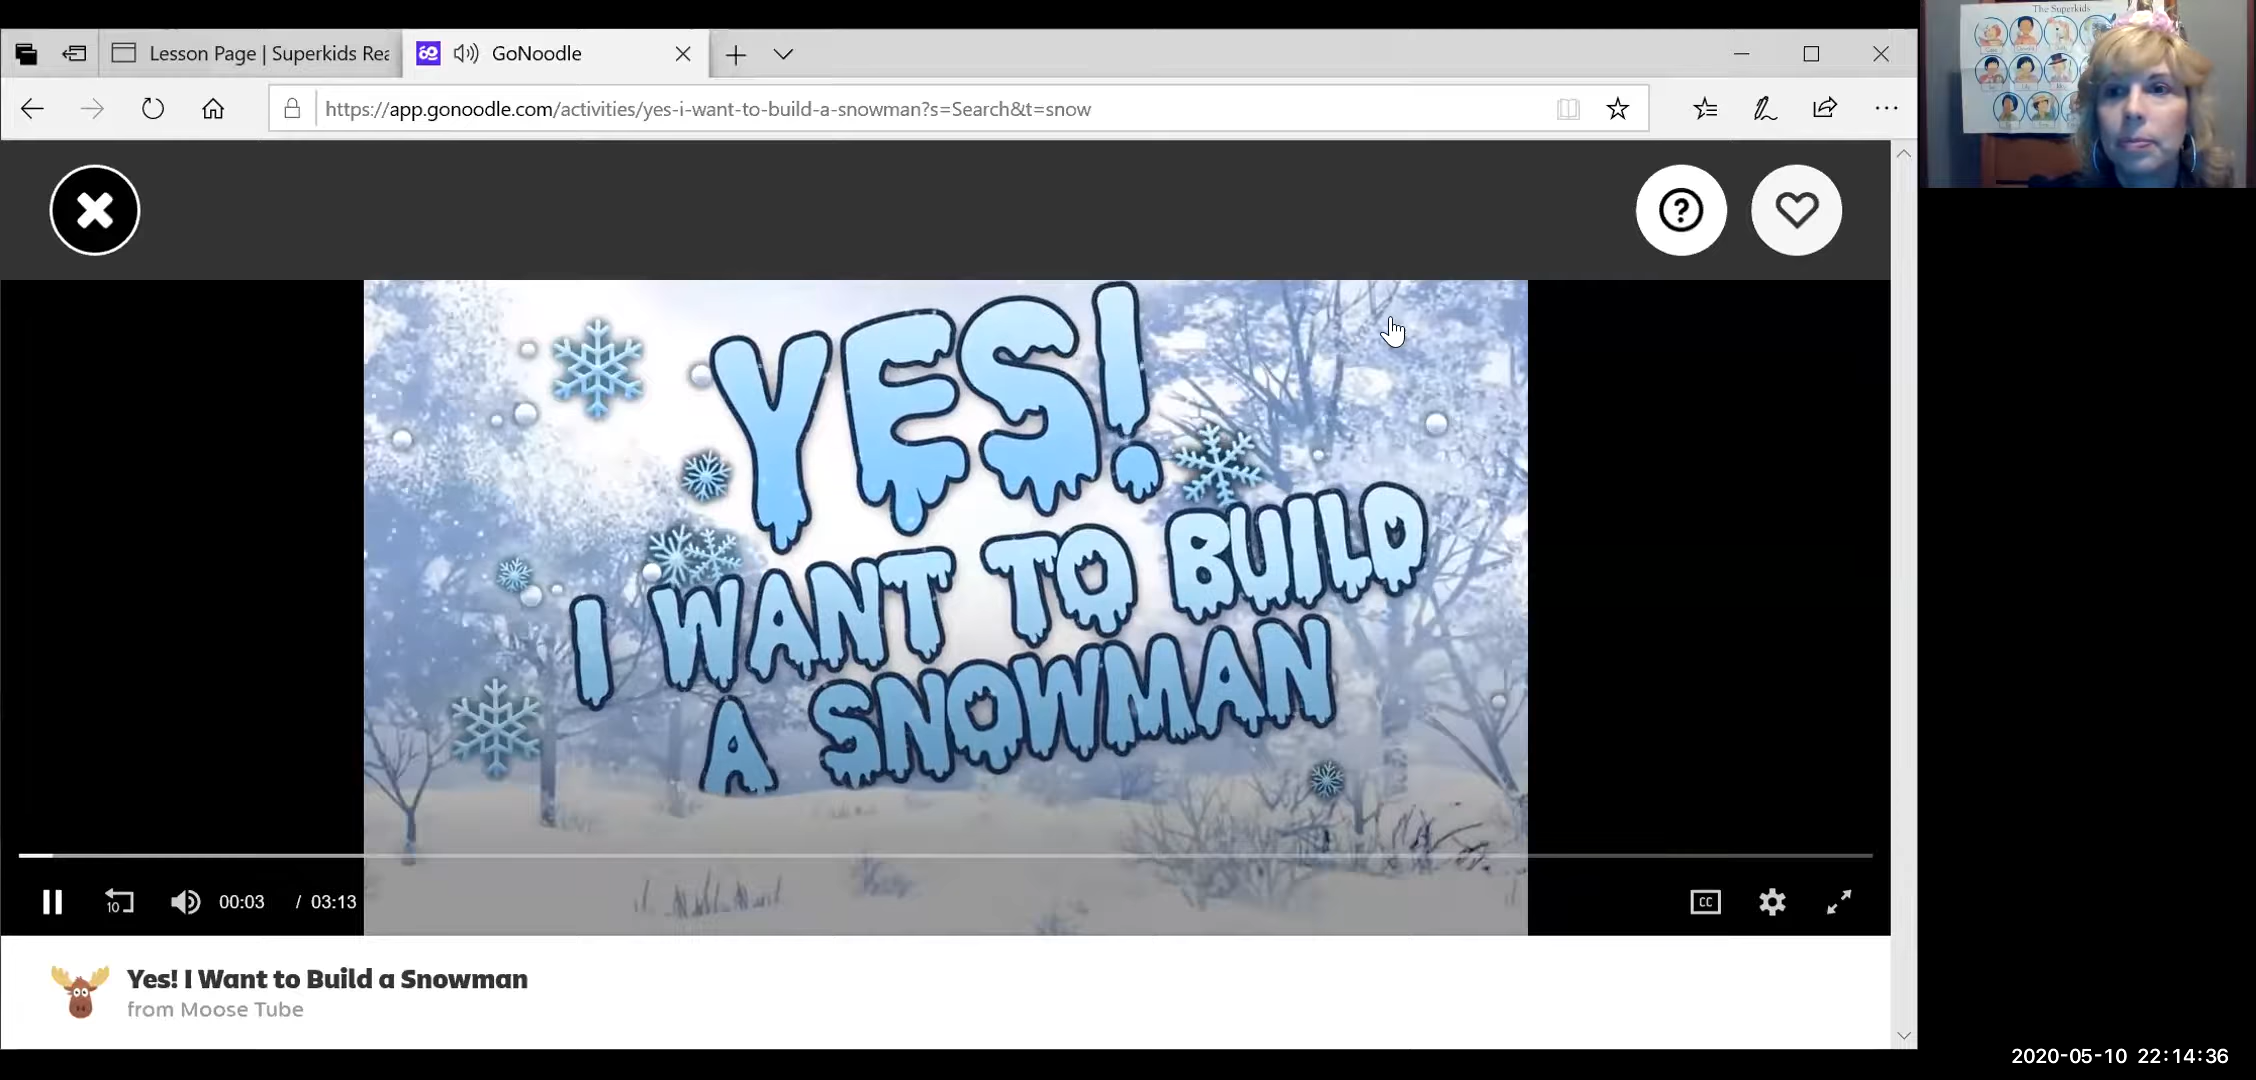 The Superkids
Lesson Page | Superkids Rea
GoNoodle
https://app.gonoodle.com/activities/yes-i-want-to-build-a-snowman?s=Search&t=snow
YES!
I WANT TO BUILD
A SNOWMAN
10
00:03 / 03:13
CC
Yes! I Want to Build a Snowman
from Moose Tube
2020-05-10 22:14:36